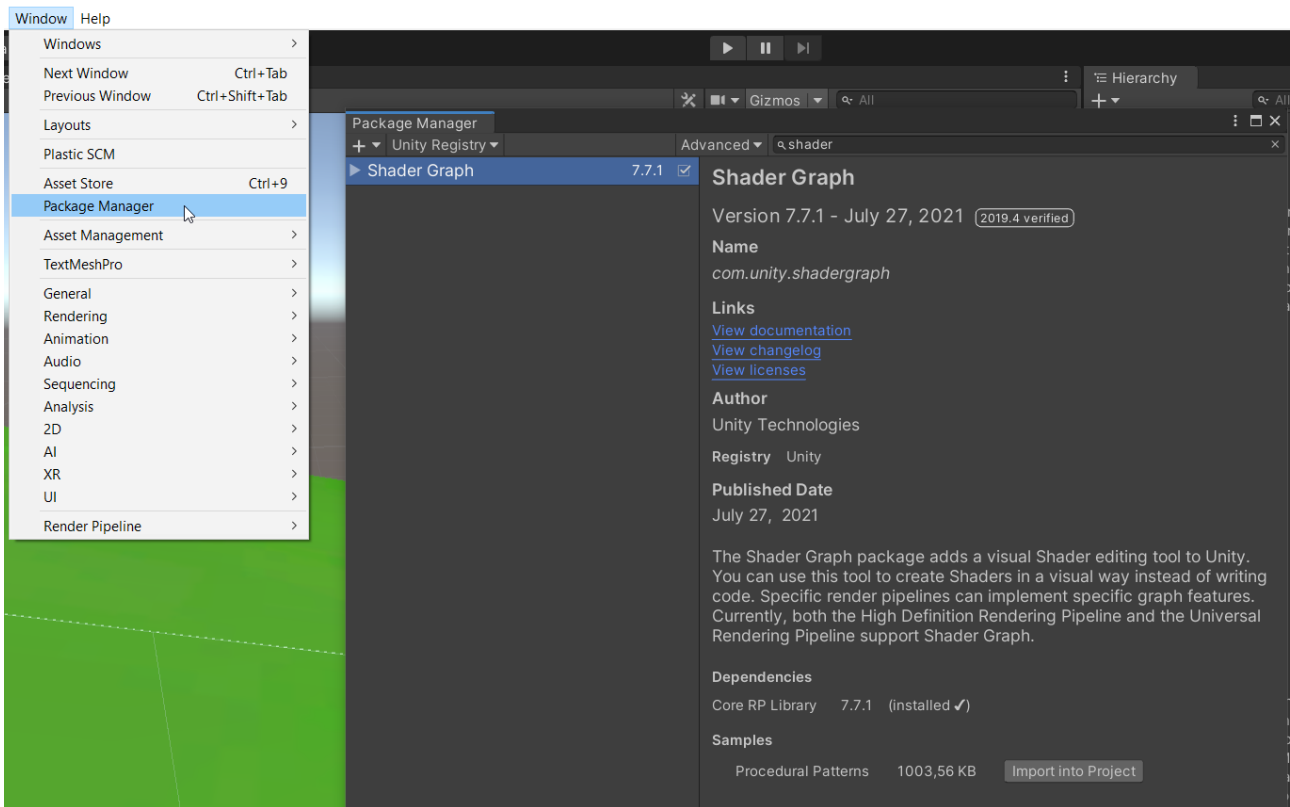 Window Help
Windows
Next Window Ctrl+Tab
Previous Window Ctrl+Shift+Tab
Layouts
Plastic SCM
Asset Store Ctrl+9
Package Manager
Asset Management
TextMeshPro
General
Rendering
Animation
Audio
Sequencing
Analysis
2D
AI
XR
UI
Render Pipeline
Hierarchy
Gizmos All
All
Package Manager
Unity Registry
Advanced shader
Shader Graph 7.7.1
Shader Graph
Version 7.7.1 - July 27, 2021 2019.4 verified
Name
com.unity.shadergraph
Links
View documentation
View changelog
View licenses
Author
Unity Technologies
Registry Unity
Published Date
July 27, 2021
The Shader Graph package adds a visual Shader editing tool to Unity.
You can use this tool to create Shaders in a visual way instead of writing
code. Specific render pipelines can implement specific graph features.
Currently, both the High Definition Rendering Pipeline and the Universal
Rendering Pipeline support Shader Graph.
Dependencies
Core RP Library 7.7.1 (installed ✓)
Samples
Procedural Patterns 1003,56 KB Import into Project